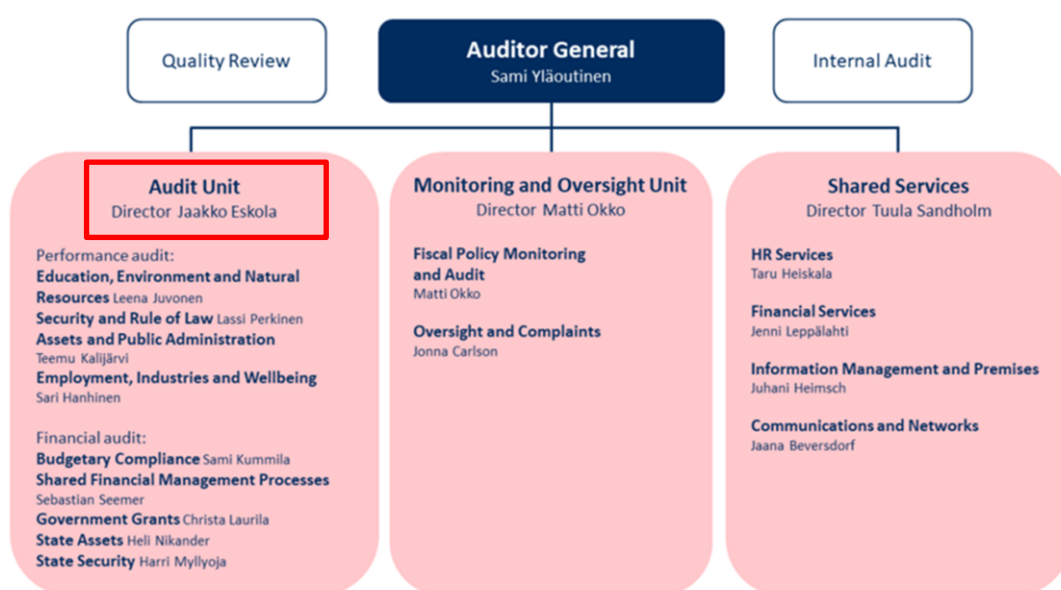 Quality Review
Auditor General
Sami Yläoutinen
Internal Audit
Audit Unit
Director Jaakko Eskola
Performance audit:
Education, Environment and Natural
Resources Leena Juvonen
Security and Rule of Law Lassi Perkinen
Assets and Public Administration
Teemu Kalijärvi
Employment, Industries and Wellbeing
Sari Hanhinen
Financial audit:
Budgetary Compliance Sami Kummila
Shared Financial Management Processes
Sebastian Seemer
Government Grants Christa Laurila
State Assets Heli Nikander
State Security Harri Myllyoja
Monitoring and Oversight Unit
Director Matti Okko
Fiscal Policy Monitoring
and Audit
Matti Okko
Oversight and Complaints
Jonna Carlson
Shared Services
Director Tuula Sandholm
HR Services
Taru Heiskala
Financial Services
Jenni Leppälahti
Information Management and Premises
Juhani Heimsch
Communications and Networks
Jaana Beversdorf